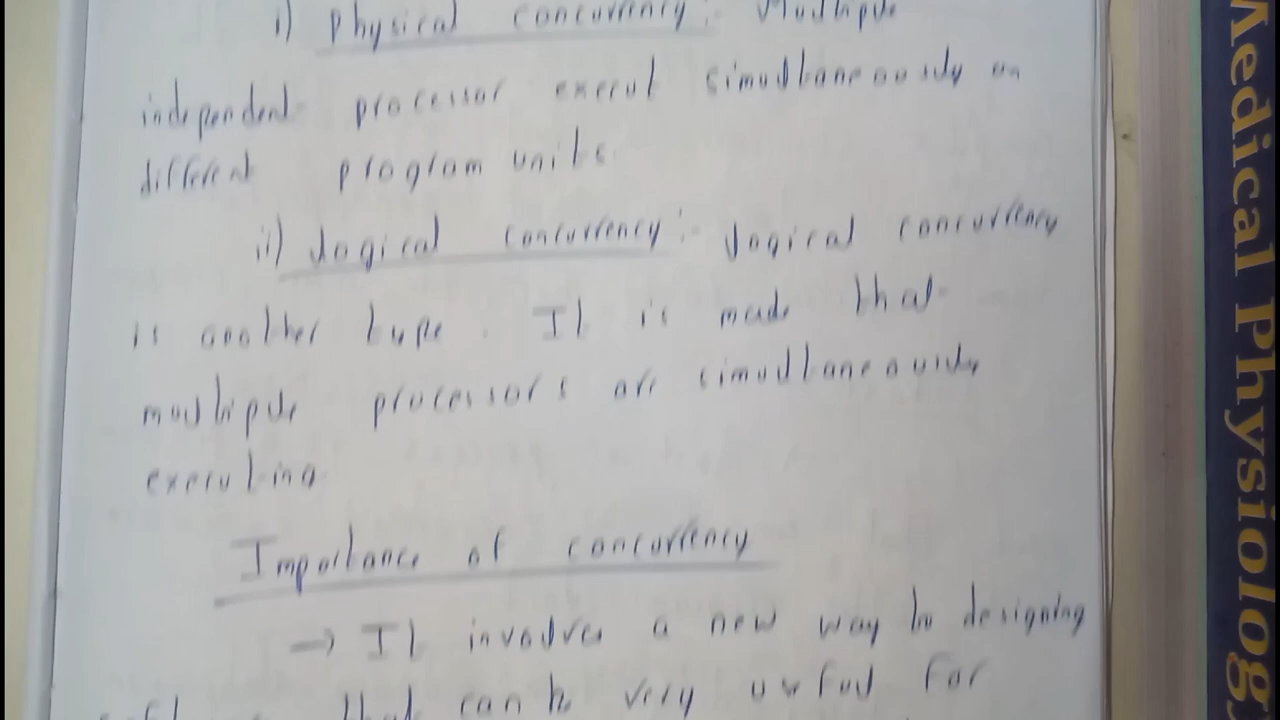 i) Physical concurrency :- Multiple
independent processor execut simultaneously on
different program units
ii) Logical concurrency :- Logical concurrency
is another type. It is made that
multiple processors are simultaneously
executing
Importance of concurrency
→ It involves a new way to designing
that can be very useful for
Medical Physiology